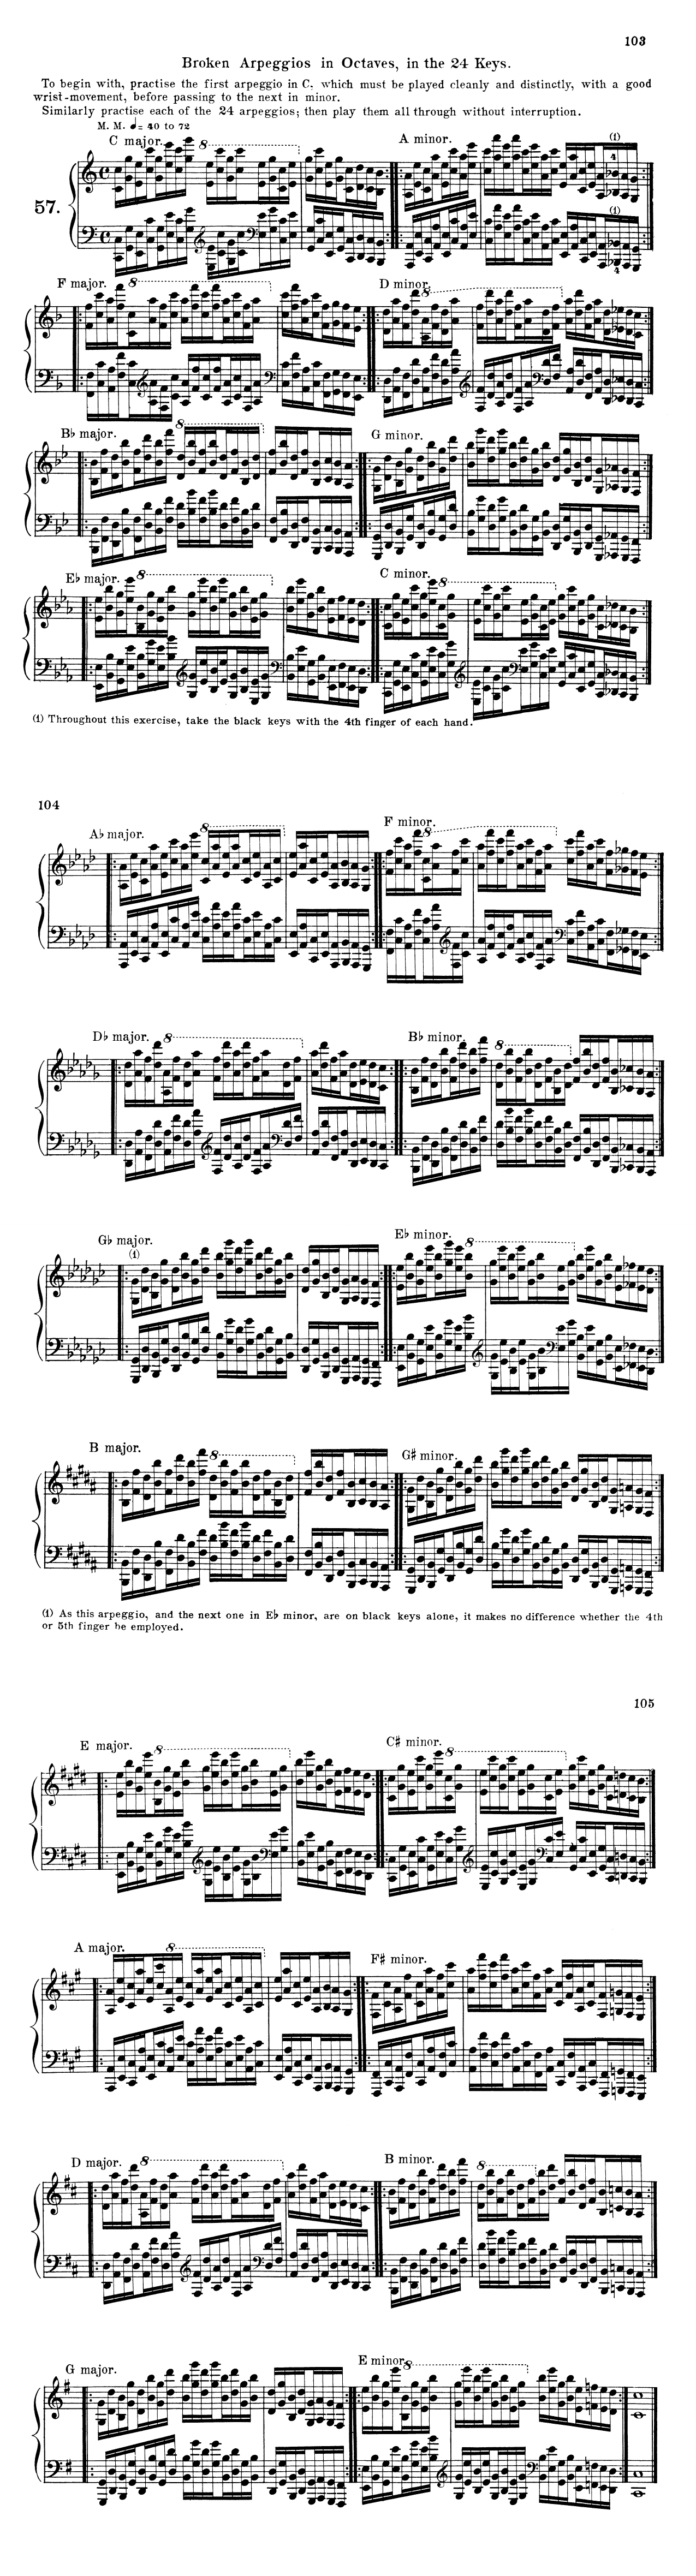 103
Broken Arpeggios in Octaves, in the 24 Keys.
To begin with, practise the first arpeggio in C, which must be played cleanly and distinctly, with a good
wrist-movement, before passing to the next in minor.
Similarly practise each of the 24 arpeggios; then play them all through without interruption.
M. M. 𝅗𝅥 = 40 to 72
C major. 8 A minor. (1)
4
57.
(1)
4
F major. 8 D minor. 8
B♭ major. 8 G minor.
E♭ major. 8 C minor. 8
(1) Throughout this exercise, take the black keys with the 4th finger of each hand.
104
A♭ major. 8 F minor. 8
D♭ major. 8 B♭ minor. 8
G♭ major. E♭ minor. 8
(1)
B major. 8 G♯ minor.
(1) As this arpeggio, and the next one in E♭ minor, are on black keys alone, it makes no difference whether the 4th
or 5th finger be employed.
105
E major. 8 C♯ minor. 8
A major. 8 F♯ minor.
D major. 8 B minor. 8
G major. E minor. 8